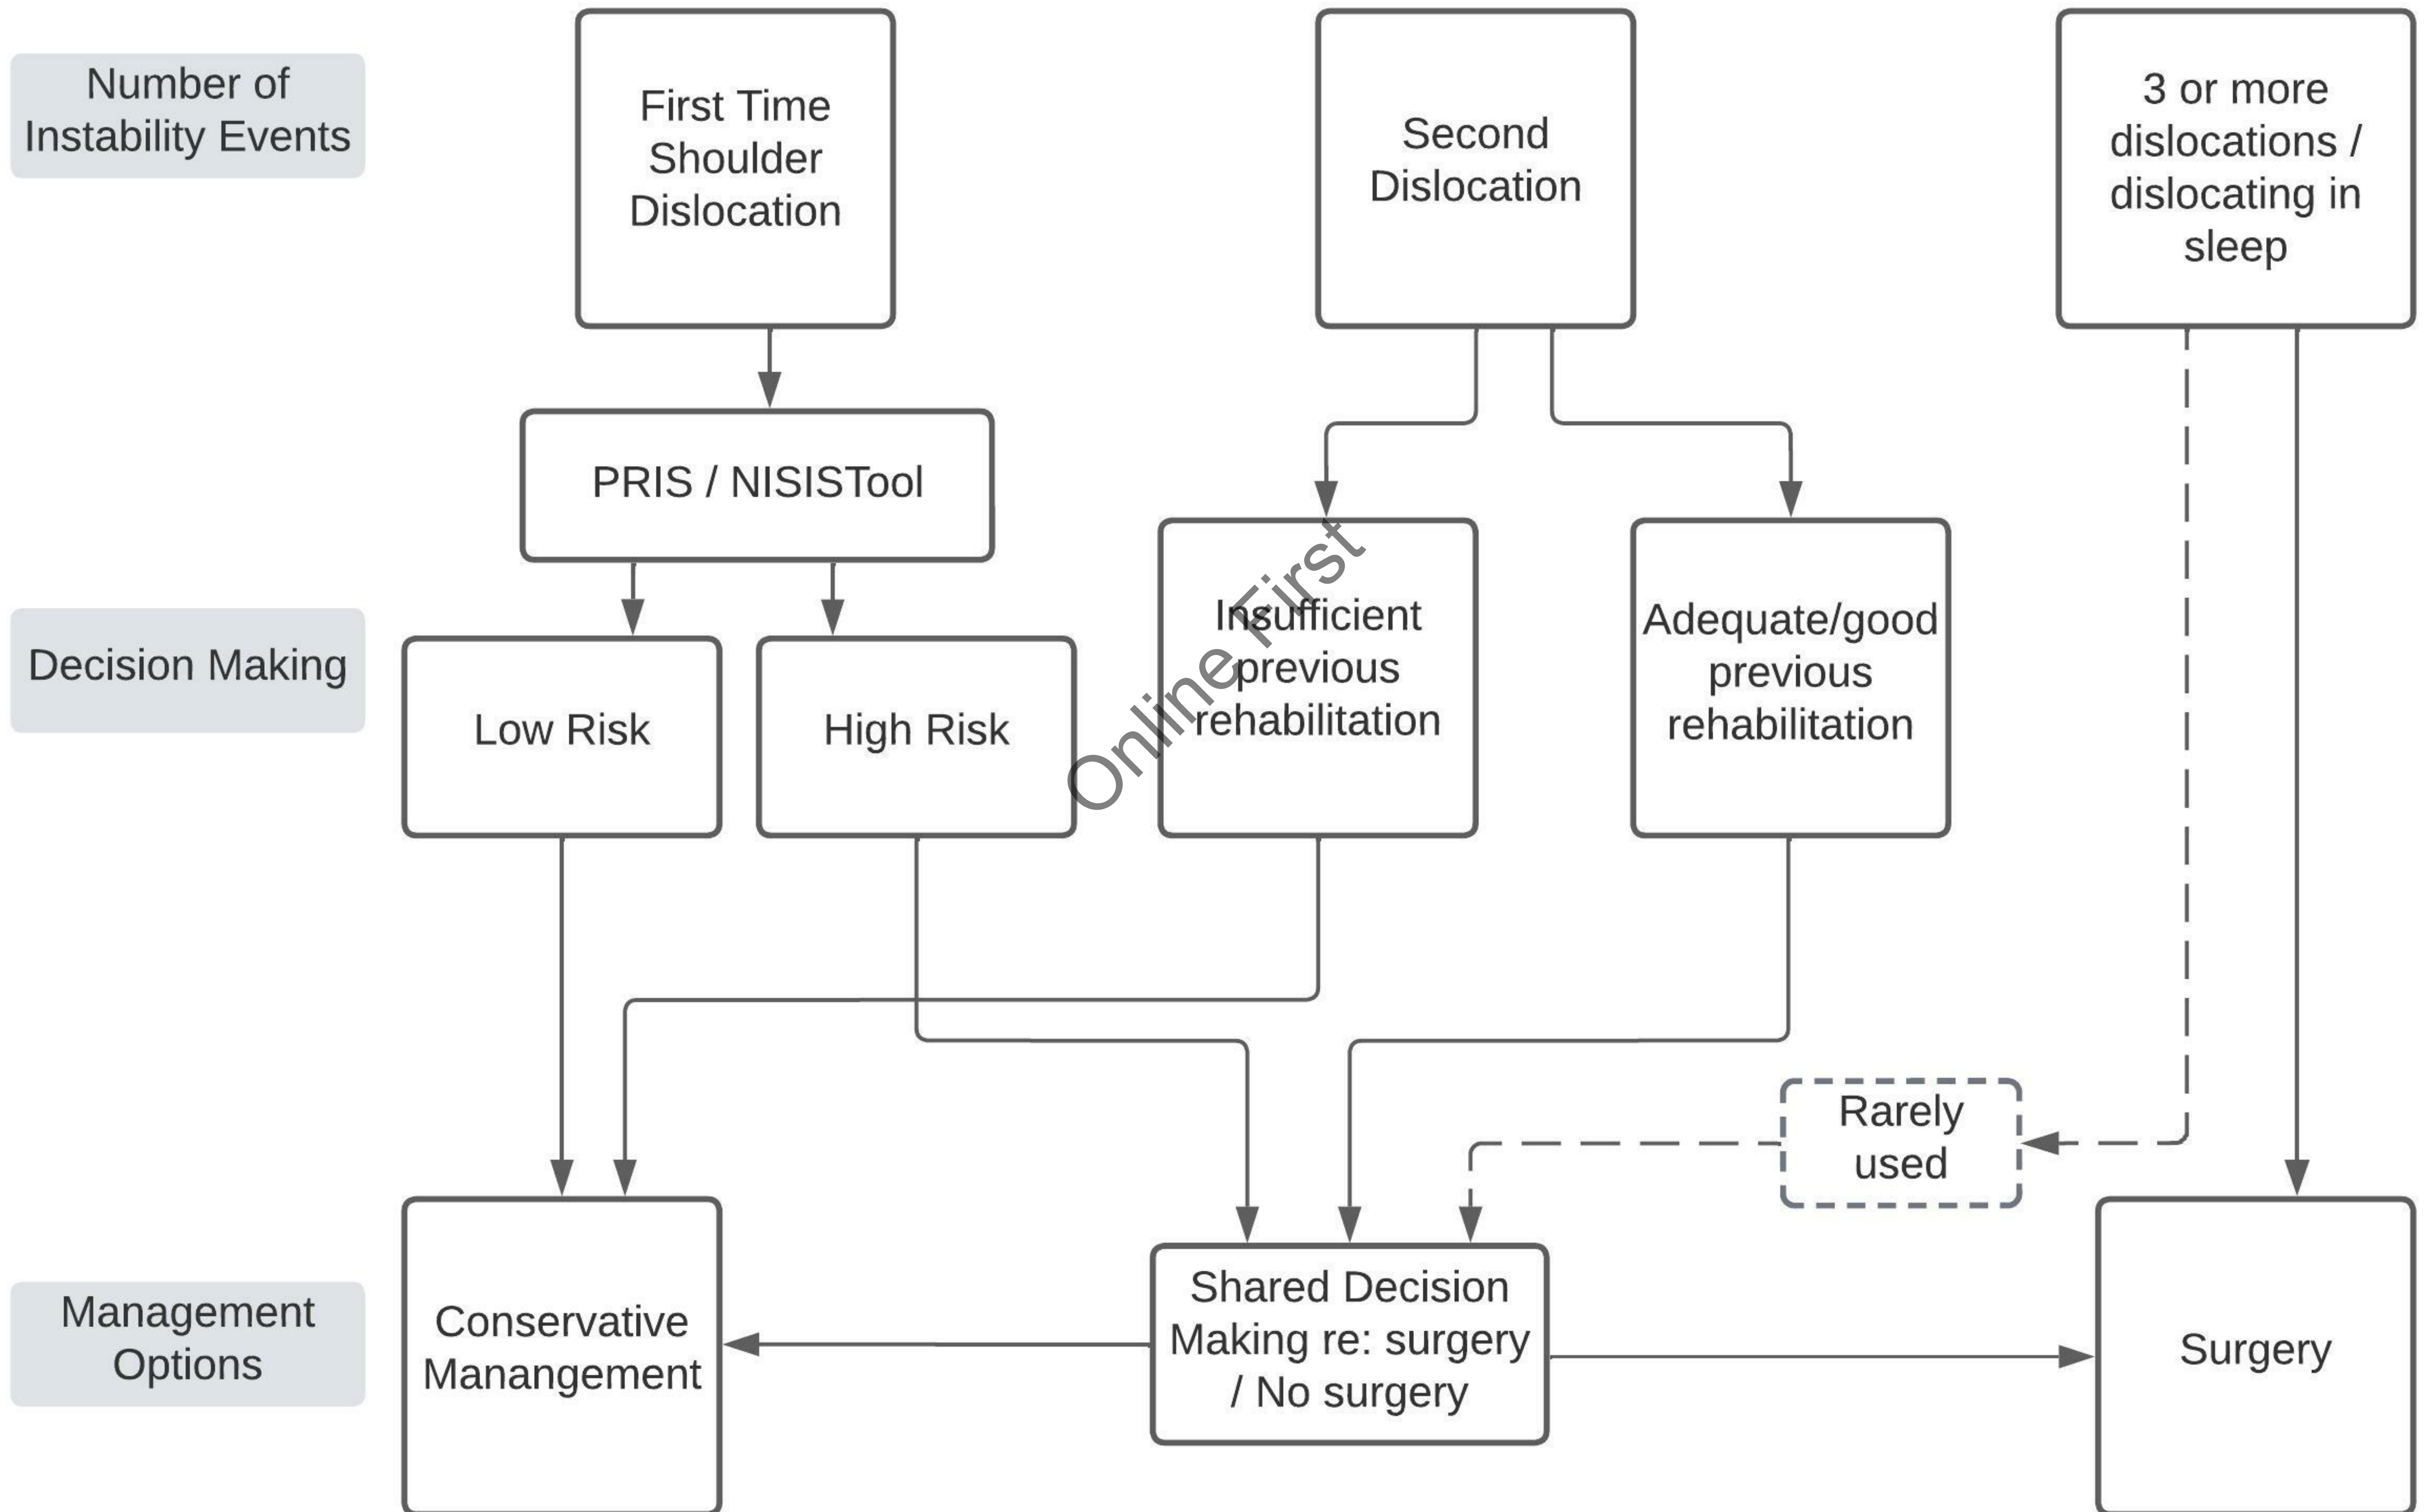 Number of
Instability Events
First Time
Shoulder
Dislocation
Second
Dislocation
3 or more
dislocations /
dislocating in
sleep
PRIS / NISISTool
Decision Making
Low Risk
High Risk
Insufficient
previous
rehabilitation
Adequate/good
previous
rehabilitation
Online First
Rarely
used
Management
Options
Conservative
Manangement
Shared Decision
Making re: surgery
/ No surgery
Surgery